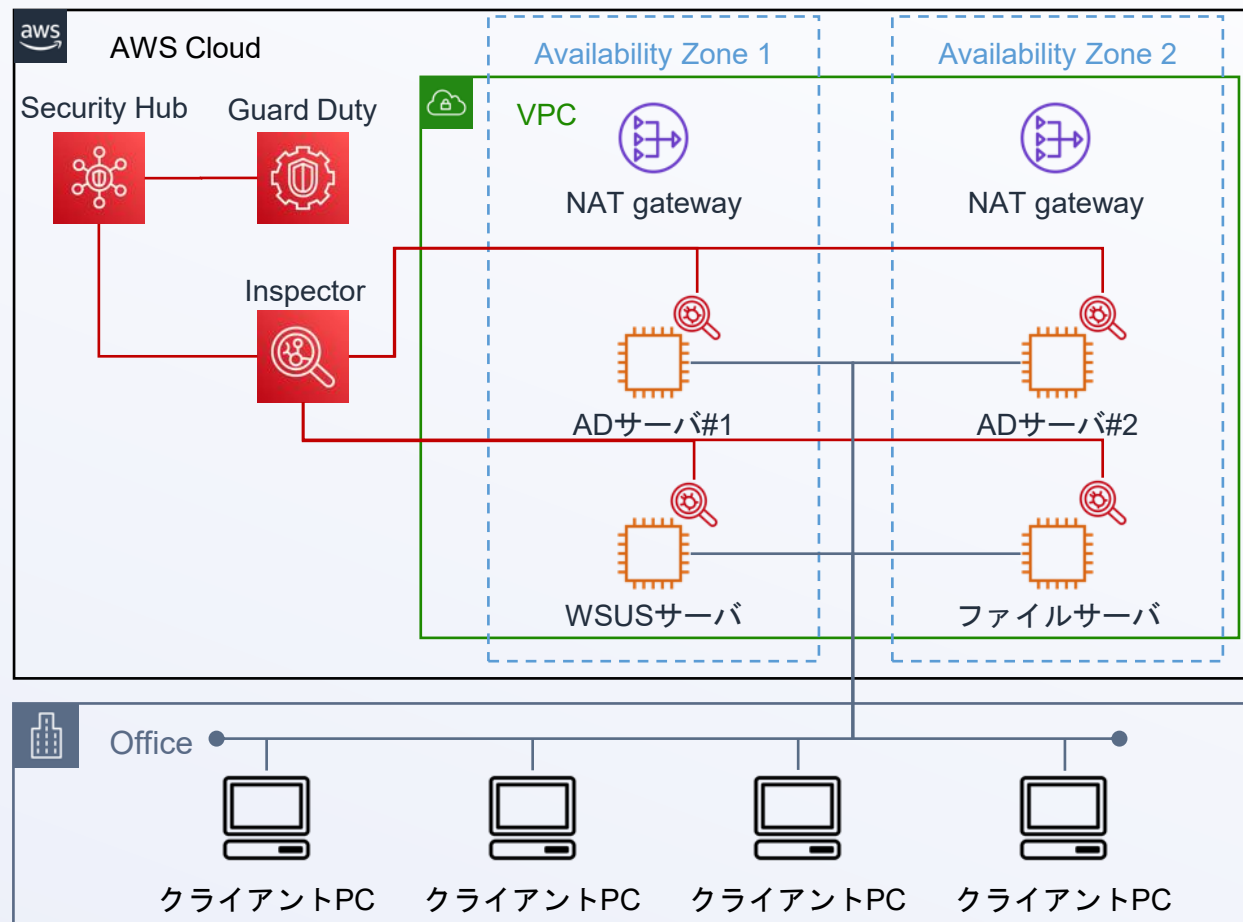 aws
AWS Cloud
Availability Zone 1
Availability Zone 2
Security Hub
Guard Duty
VPC
NAT gateway
NAT gateway
Inspector
ADサーバ#1
ADサーバ#2
WSUSサーバ
ファイルサーバ
Office
クライアントPC
クライアントPC
クライアントPC
クライアントPC